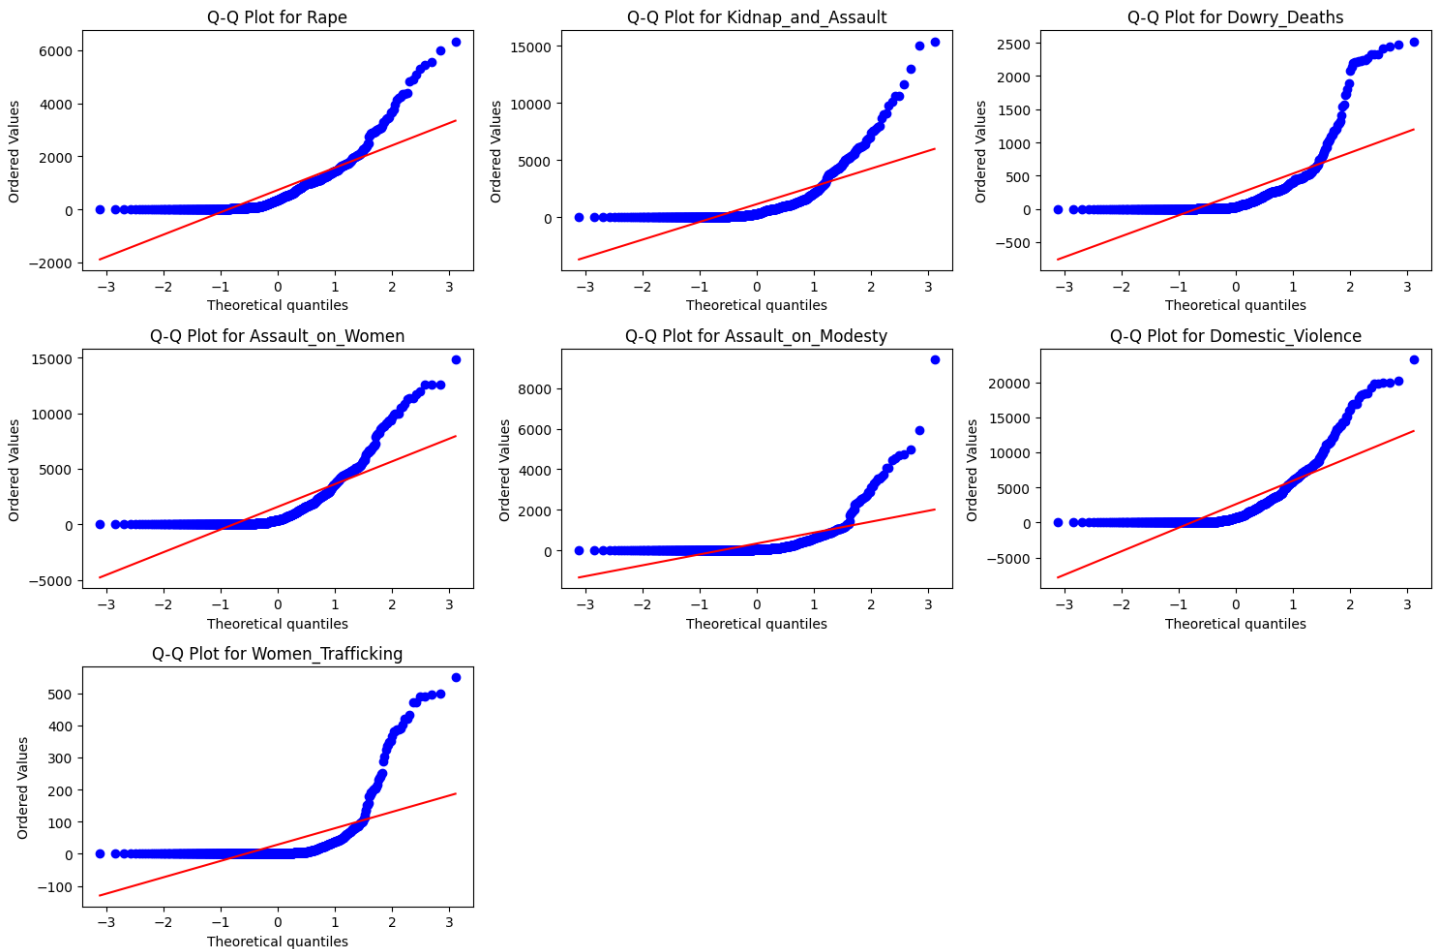 Q-Q Plot for Rape
Ordered Values
6000
4000
2000
0
−2000
−3 −2 −1 0 1 2 3
Theoretical quantiles
Q-Q Plot for Kidnap_and_Assault
Ordered Values
15000
10000
5000
0
−3 −2 −1 0 1 2 3
Theoretical quantiles
Q-Q Plot for Dowry_Deaths
Ordered Values
2500
2000
1500
1000
500
0
−500
−3 −2 −1 0 1 2 3
Theoretical quantiles
Q-Q Plot for Assault_on_Women
Ordered Values
15000
10000
5000
0
−5000
−3 −2 −1 0 1 2 3
Theoretical quantiles
Q-Q Plot for Assault_on_Modesty
Ordered Values
8000
6000
4000
2000
0
−3 −2 −1 0 1 2 3
Theoretical quantiles
Q-Q Plot for Domestic_Violence
Ordered Values
20000
15000
10000
5000
0
−5000
−3 −2 −1 0 1 2 3
Theoretical quantiles
Q-Q Plot for Women_Trafficking
Ordered Values
500
400
300
200
100
0
−100
−3 −2 −1 0 1 2 3
Theoretical quantiles